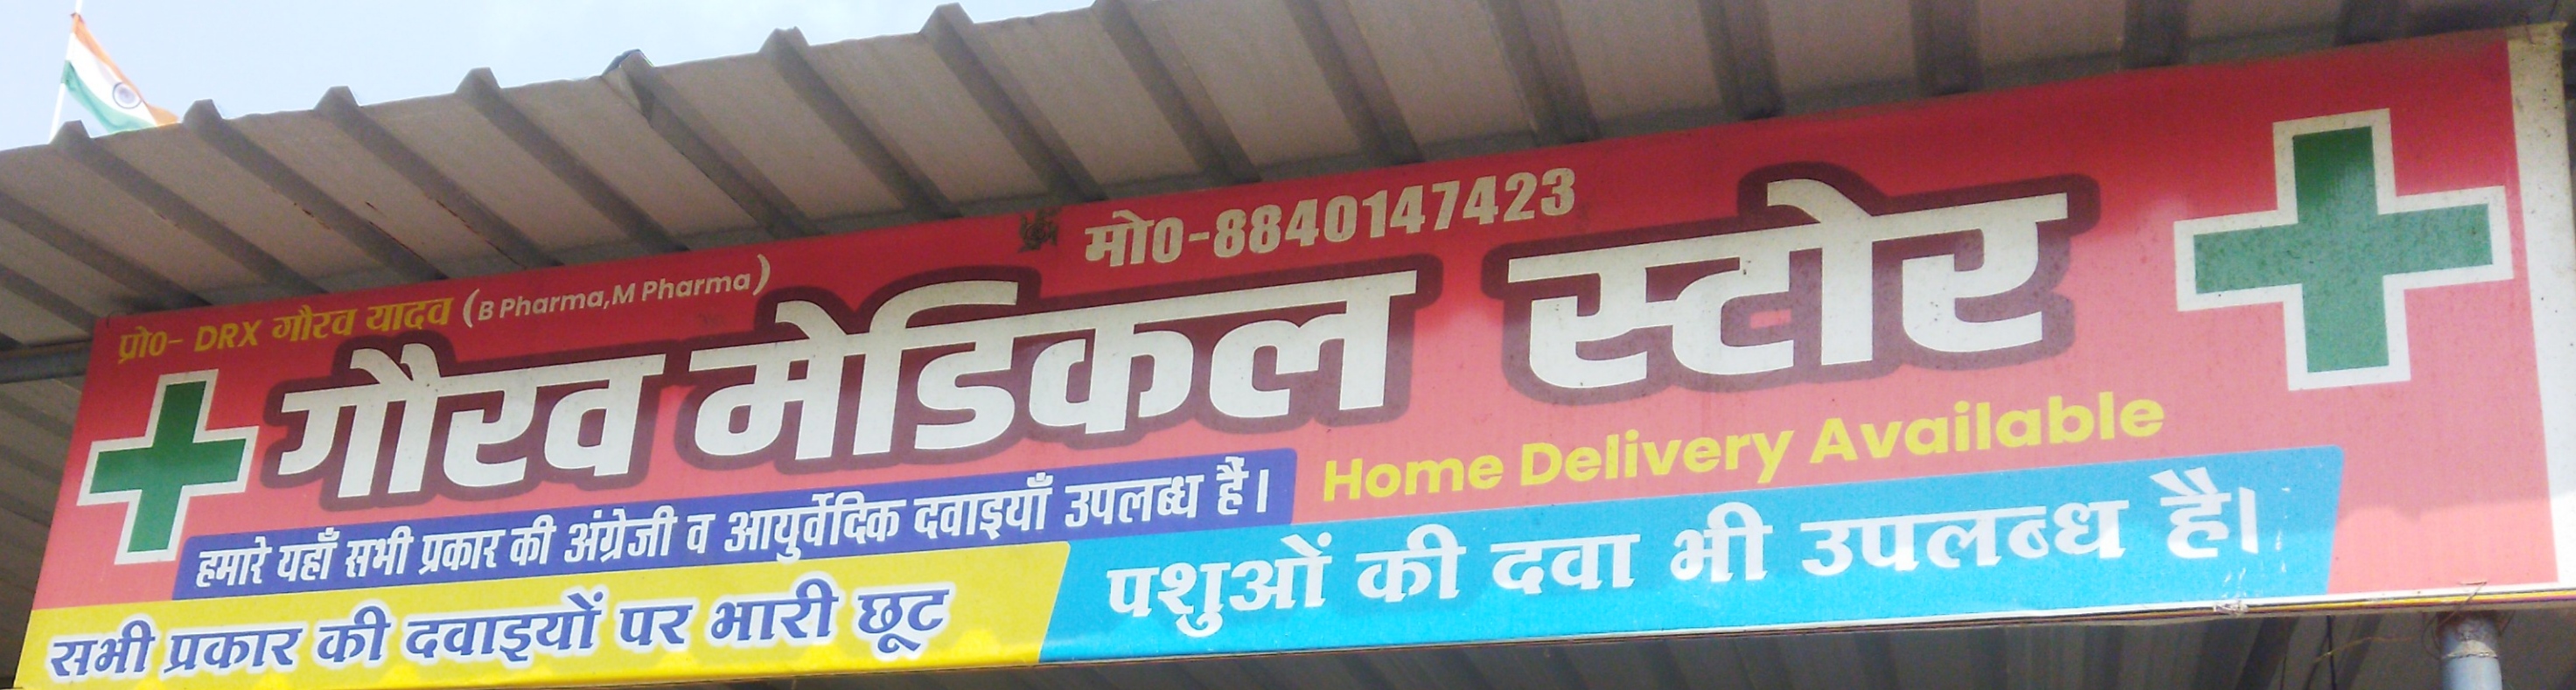 मो0-8840147423
प्रो0- DRX गौरव यादव (B Pharma,M Pharma)
गौरव मेडिकल स्टोर
Home Delivery Available
हमारे यहाँ सभी प्रकार की अंग्रेजी व आयुर्वेदिक दवाइयाँ उपलब्ध हैं।
सभी प्रकार की दवाइयों पर भारी छूट
पशुओं की दवा भी उपलब्ध है।